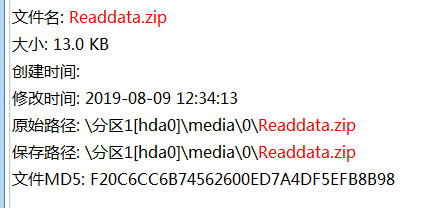 文件名: Readdata.zip
大小: 13.0 KB
创建时间:
修改时间: 2019-08-09 12:34:13
原始路径: \分区1[hda0]\media\0\Readdata.zip
保存路径: \分区1[hda0]\media\0\Readdata.zip
文件MD5: F20C6CC6B74562600ED7A4DF5EFB8B98